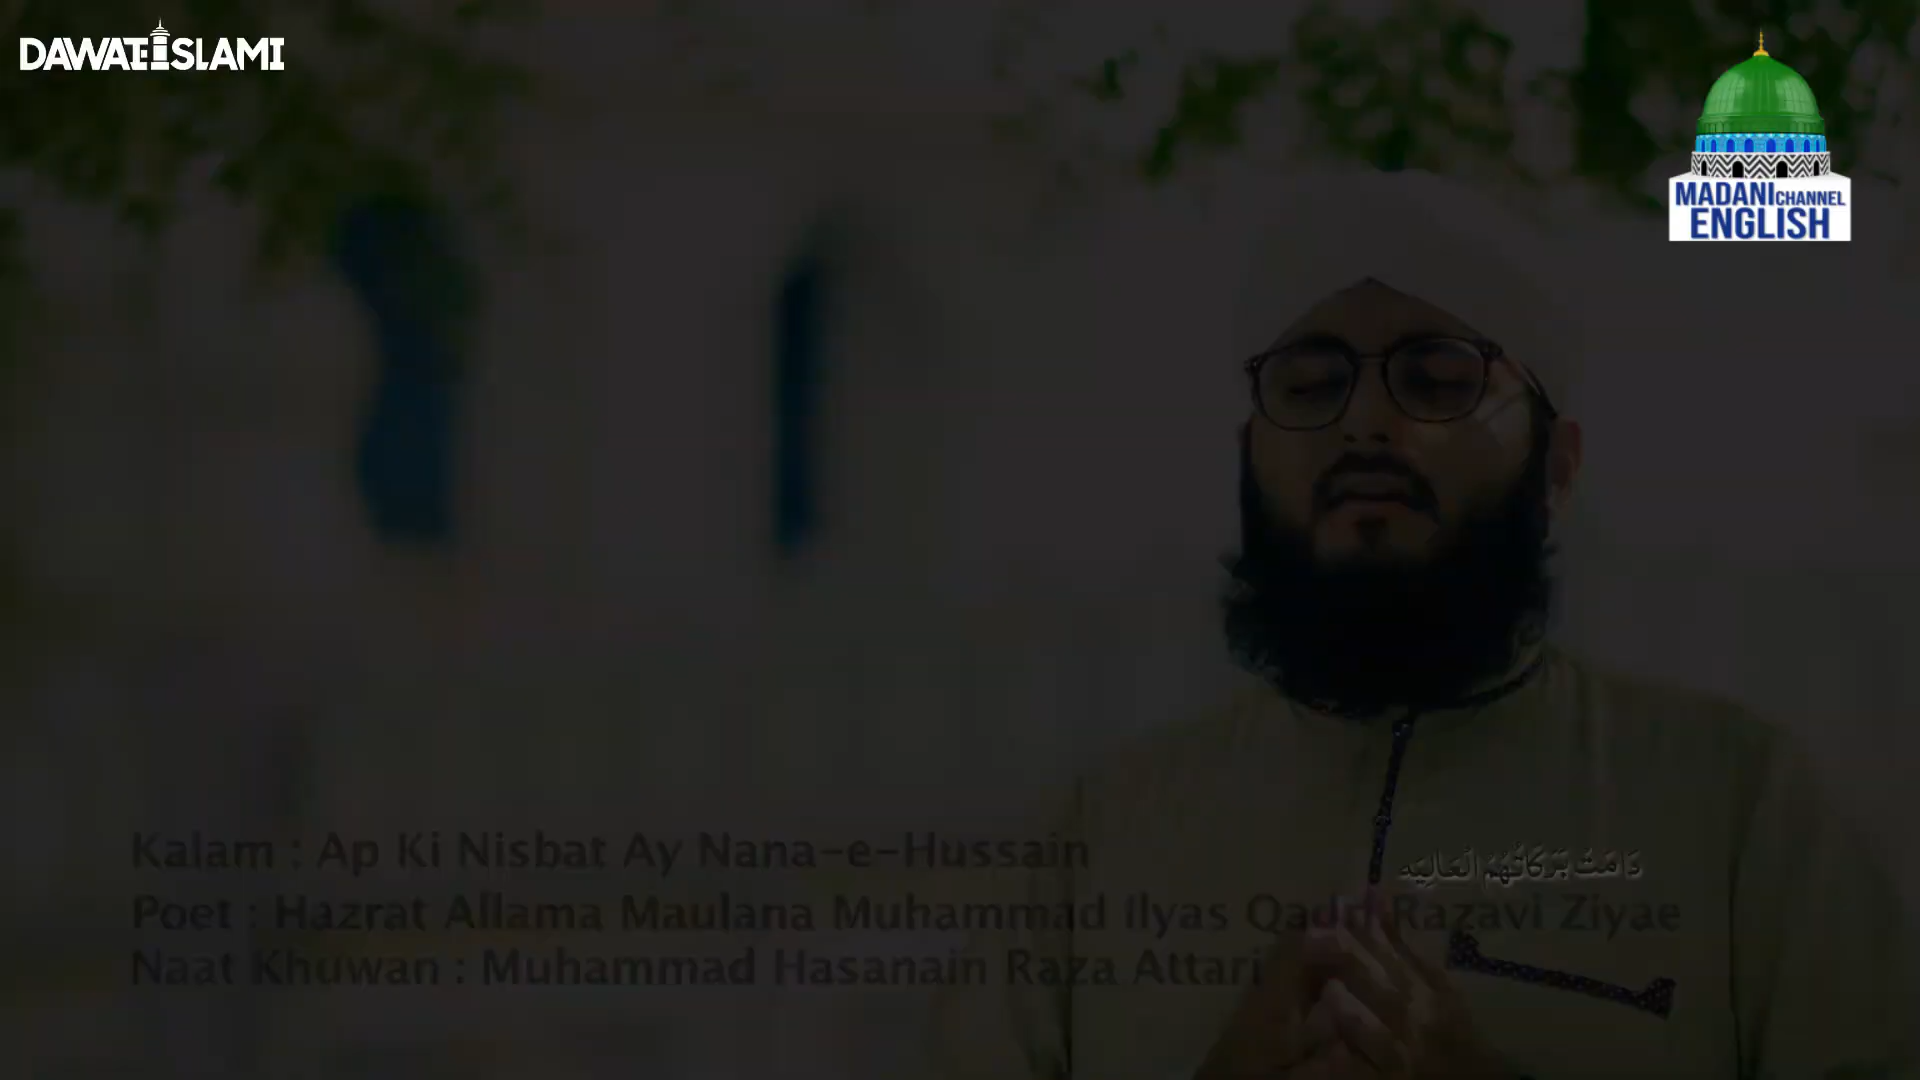 DAWATEISLAMI
MADANI CHANNEL
ENGLISH
Kalam : Ap Ki Nisbat Ay Nana-e-Hussain
دَامَتْ بَرَكَاتُهُمُ الْعَالِيَه
Poet : Hazrat Allama Maulana Muhammad Ilyas Qadri Razavi Ziyae
Naat Khuwan : Muhammad Hasanain Raza Attari